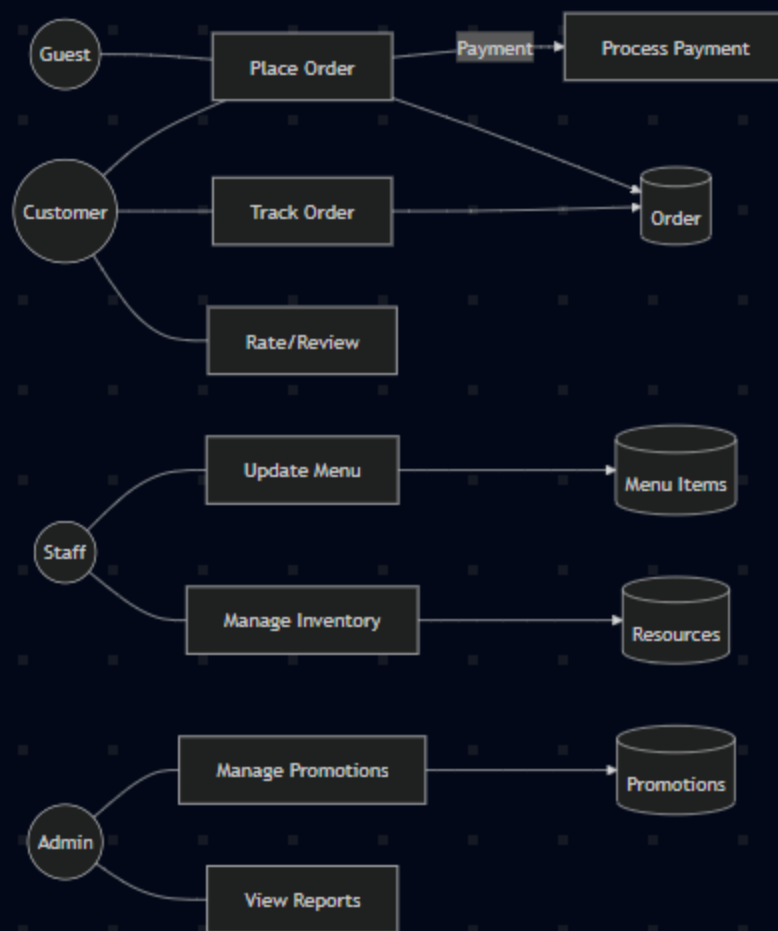 Guest
Place Order
Payment
Process Payment
Customer
Track Order
Order
Rate/Review
Update Menu
Menu Items
Staff
Manage Inventory
Resources
Manage Promotions
Promotions
Admin
View Reports